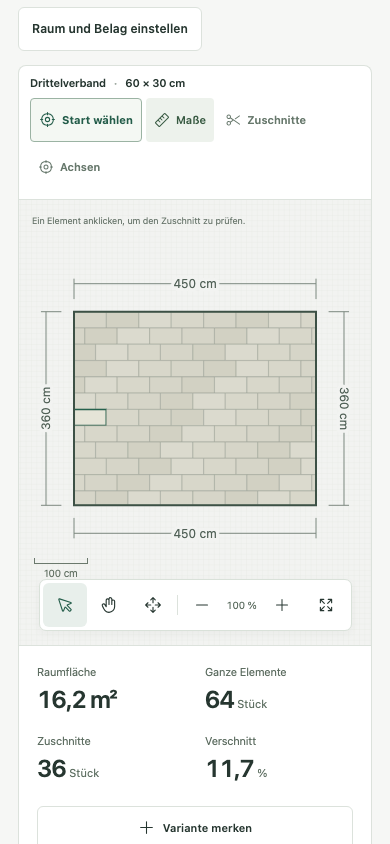 Raum und Belag einstellen
Drittelverband · 60 × 30 cm
Start wählen Maße Zuschnitte
Achsen
Ein Element anklicken, um den Zuschnitt zu prüfen.
450 cm
360 cm 360 cm
450 cm
100 cm
100 %
Raumfläche Ganze Elemente
16,2 m² 64 Stück
Zuschnitte Verschnitt
36 Stück 11,7 %
Variante merken